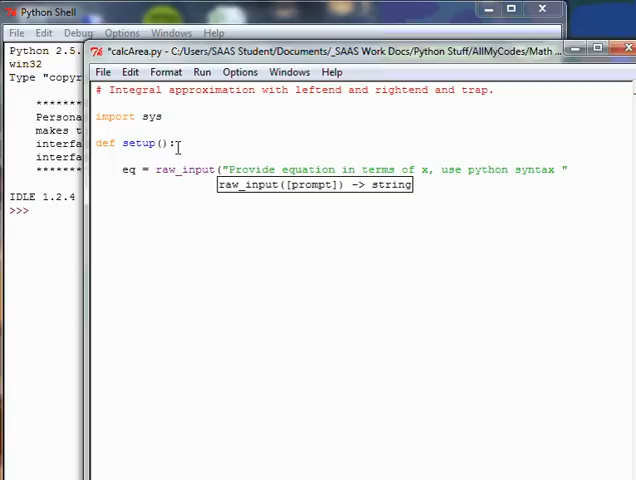 Python Shell
File Edit Debug Options Windows Help
Python 2.5.
win32
Type "copyr
*******
Persona
makes t
interfa
interfa
*******
IDLE 1.2.4
>>>
*calcArea.py - C:/Users/SAAS Student/Documents/_SAAS Work Docs/Python Stuff/AllMyCodes/Math ...
File Edit Format Run Options Windows Help
# Integral approximation with leftend and rightend and trap.
import sys
def setup():
eq = raw_input("Provide equation in terms of x, use python syntax "
raw_input([prompt]) -> string